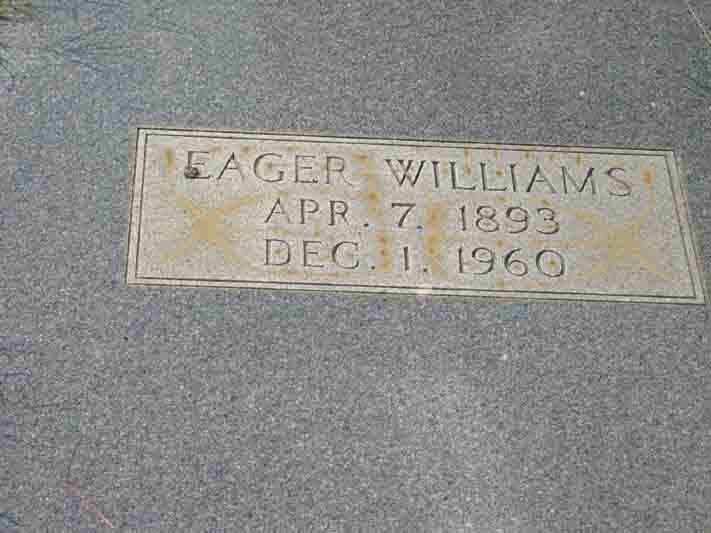 EAGER WILLIAMS
APR. 7. 1893
DEC. 1. 1960